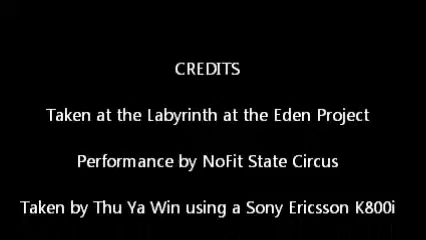 CREDITS
Taken at the Labyrinth at the Eden Project
Performance by NoFit State Circus
Taken by Thu Ya Win using a Sony Ericsson K800i